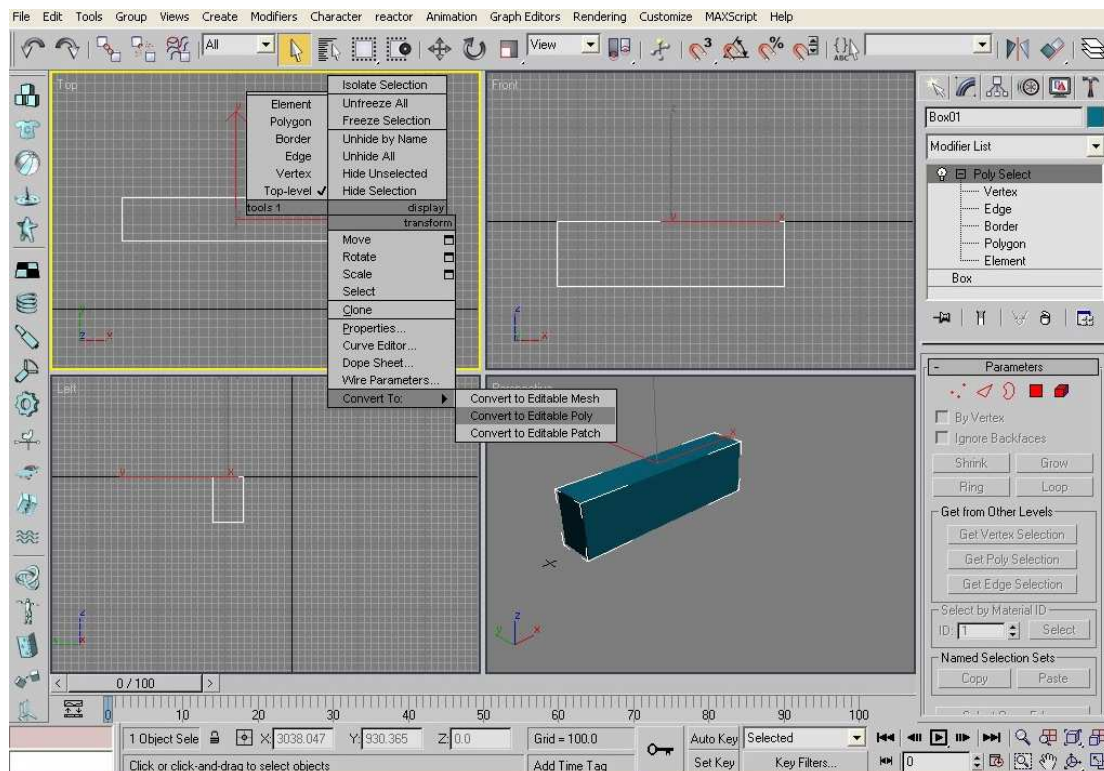 File Edit Tools Group Views Create Modifiers Character reactor Animation Graph Editors Rendering Customize MAXScript Help
All
View
Top
Front
Left
Element
Polygon
Border
Edge
Vertex
Top-level
tools 1
Isolate Selection
Unfreeze All
Freeze Selection
Unhide by Name
Unhide All
Hide Unselected
Hide Selection
display
transform
Move
Rotate
Scale
Select
Clone
Properties...
Curve Editor...
Dope Sheet...
Wire Parameters...
Convert To:
Convert to Editable Mesh
Convert to Editable Poly
Convert to Editable Patch
Box01
Modifier List
Poly Select
Vertex
Edge
Border
Polygon
Element
Box
Parameters
By Vertex
Ignore Backfaces
Shrink Grow
Ring Loop
Get from Other Levels
Get Vertex Selection
Get Poly Selection
Get Edge Selection
Select by Material ID
ID: 1 Select
Named Selection Sets
Copy Paste
0 / 100
0 10 20 30 40 50 60 70 80 90 100
1 Object Sele X: 3038.047 Y: 930.365 Z: 0.0 Grid = 100.0 Auto Key Selected
Click or click-and-drag to select objects Add Time Tag Set Key Key Filters... 0